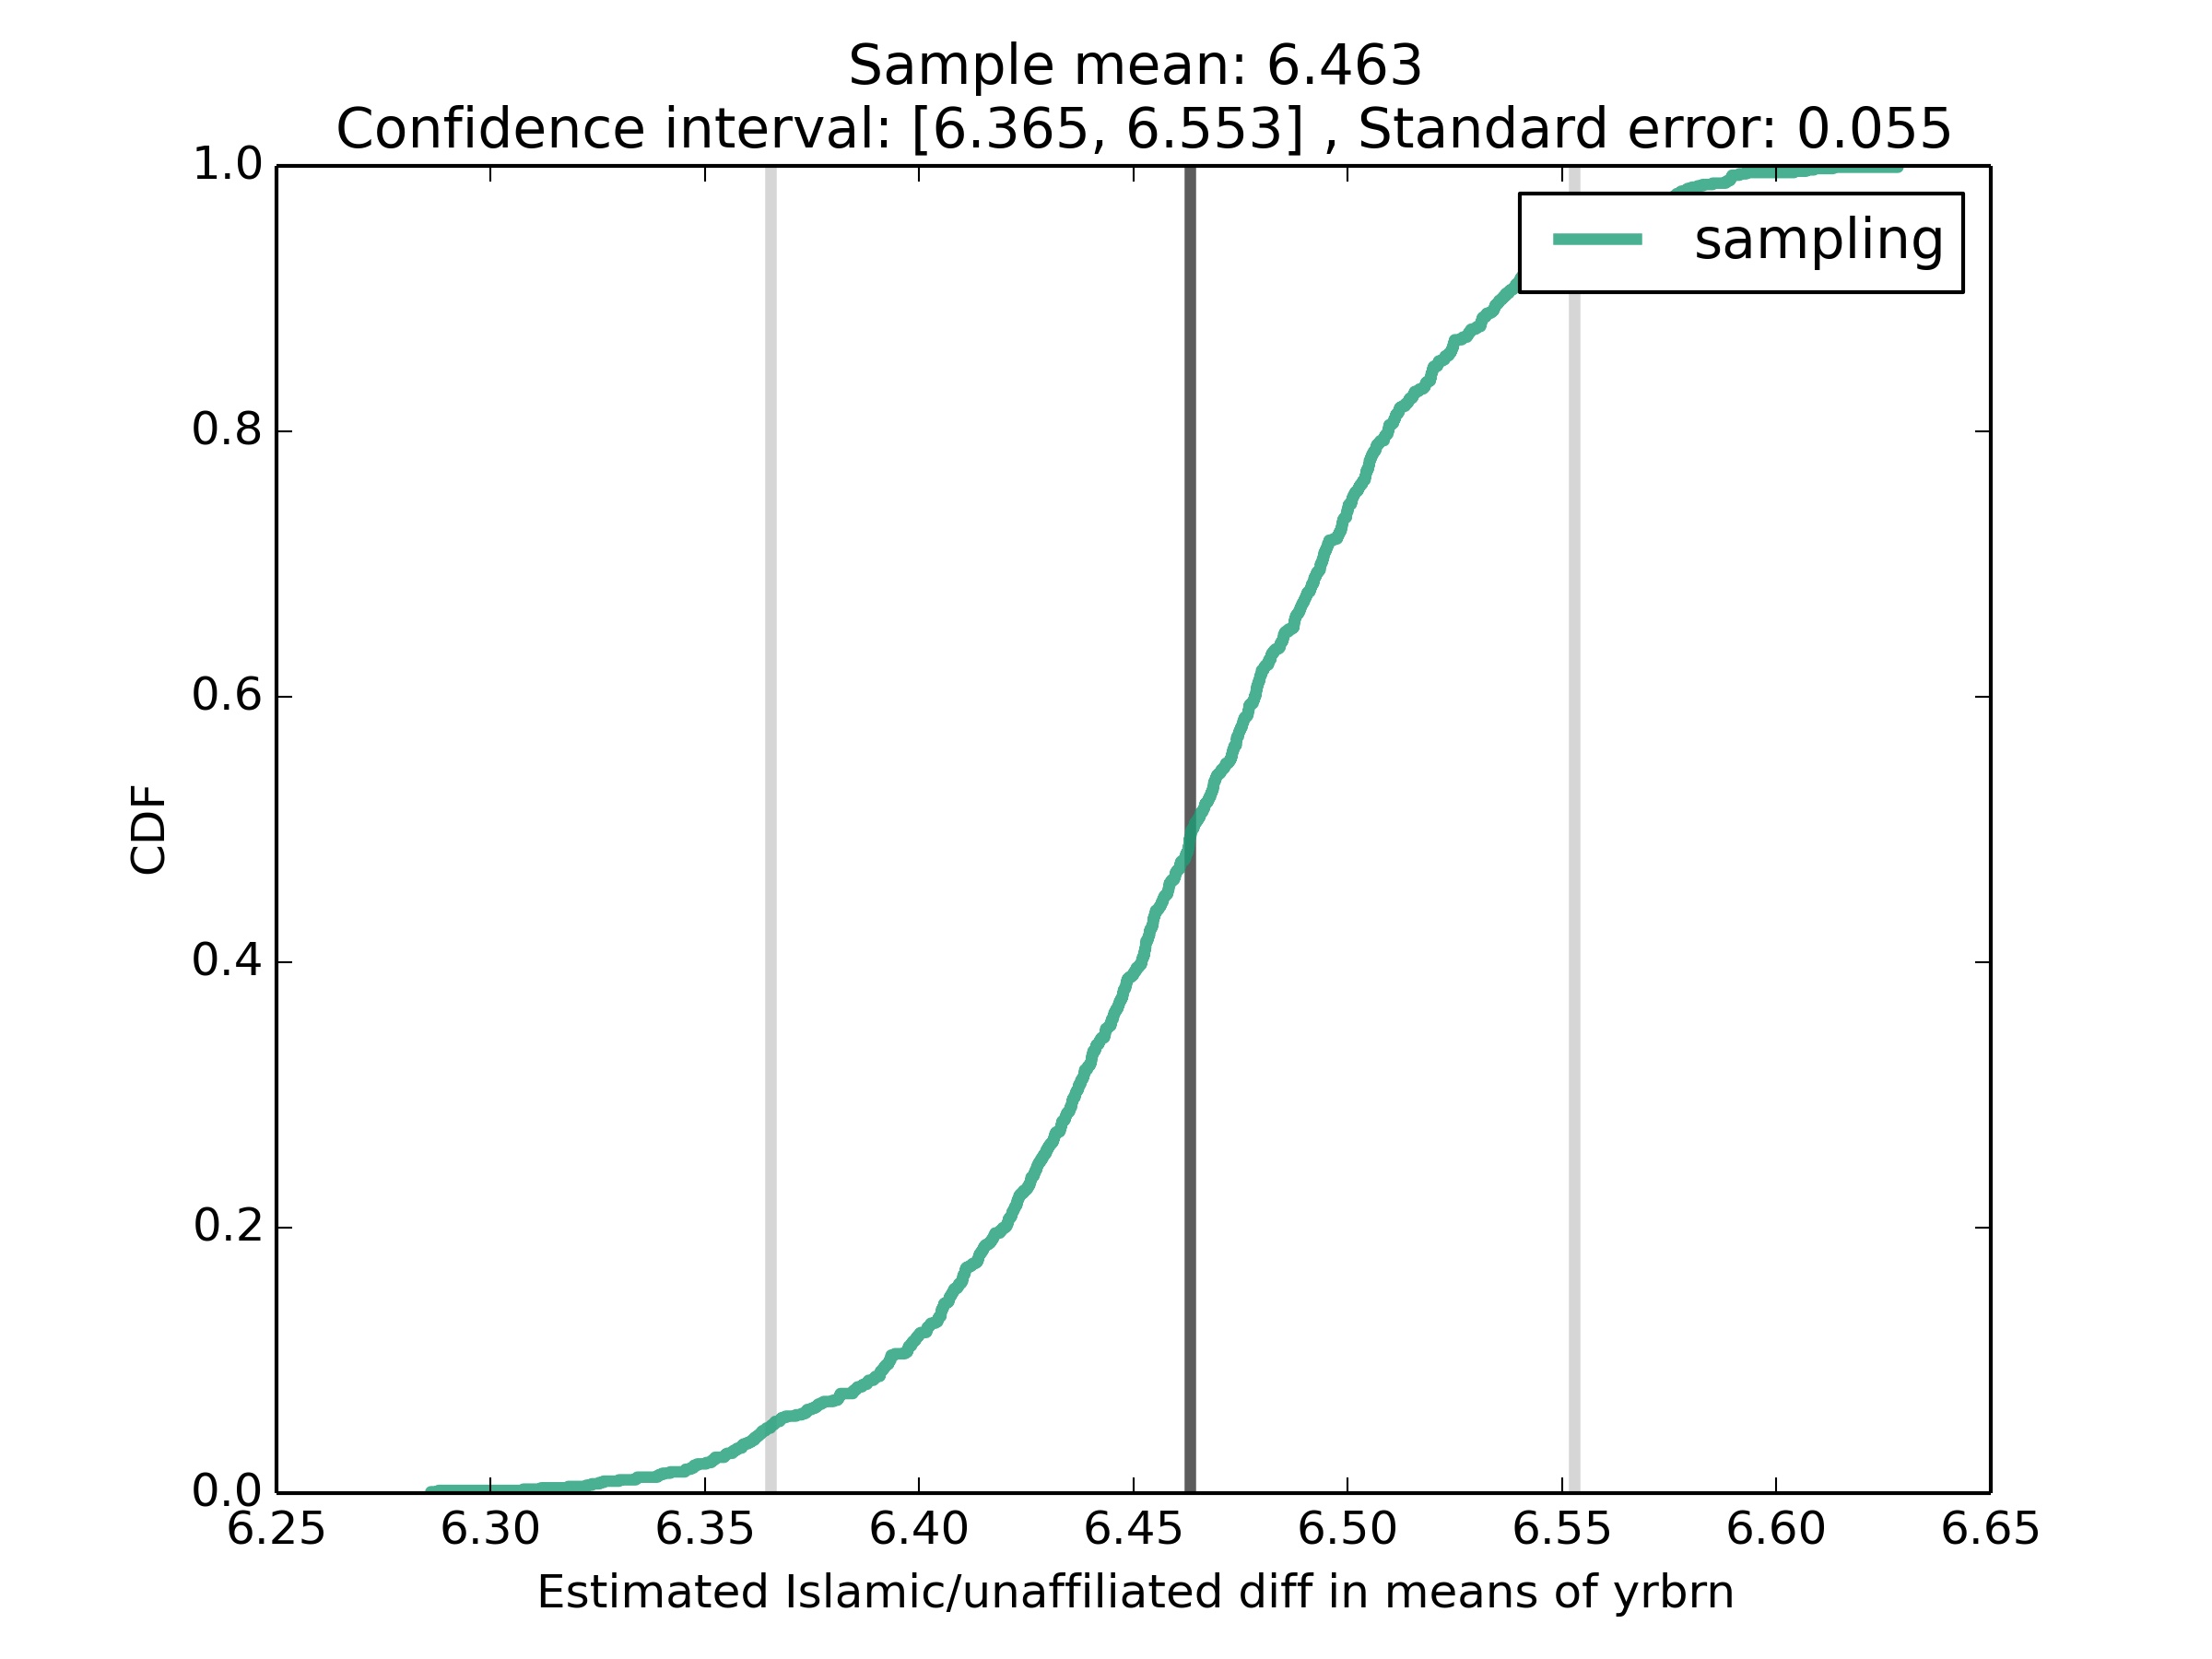 Sample mean: 6.463
Confidence interval: [6.365, 6.553] , Standard error: 0.055
1.0
0.8
0.6
0.4
0.2
0.0
CDF
sampling
6.25 6.30 6.35 6.40 6.45 6.50 6.55 6.60 6.65
Estimated Islamic/unaffiliated diff in means of yrbrn